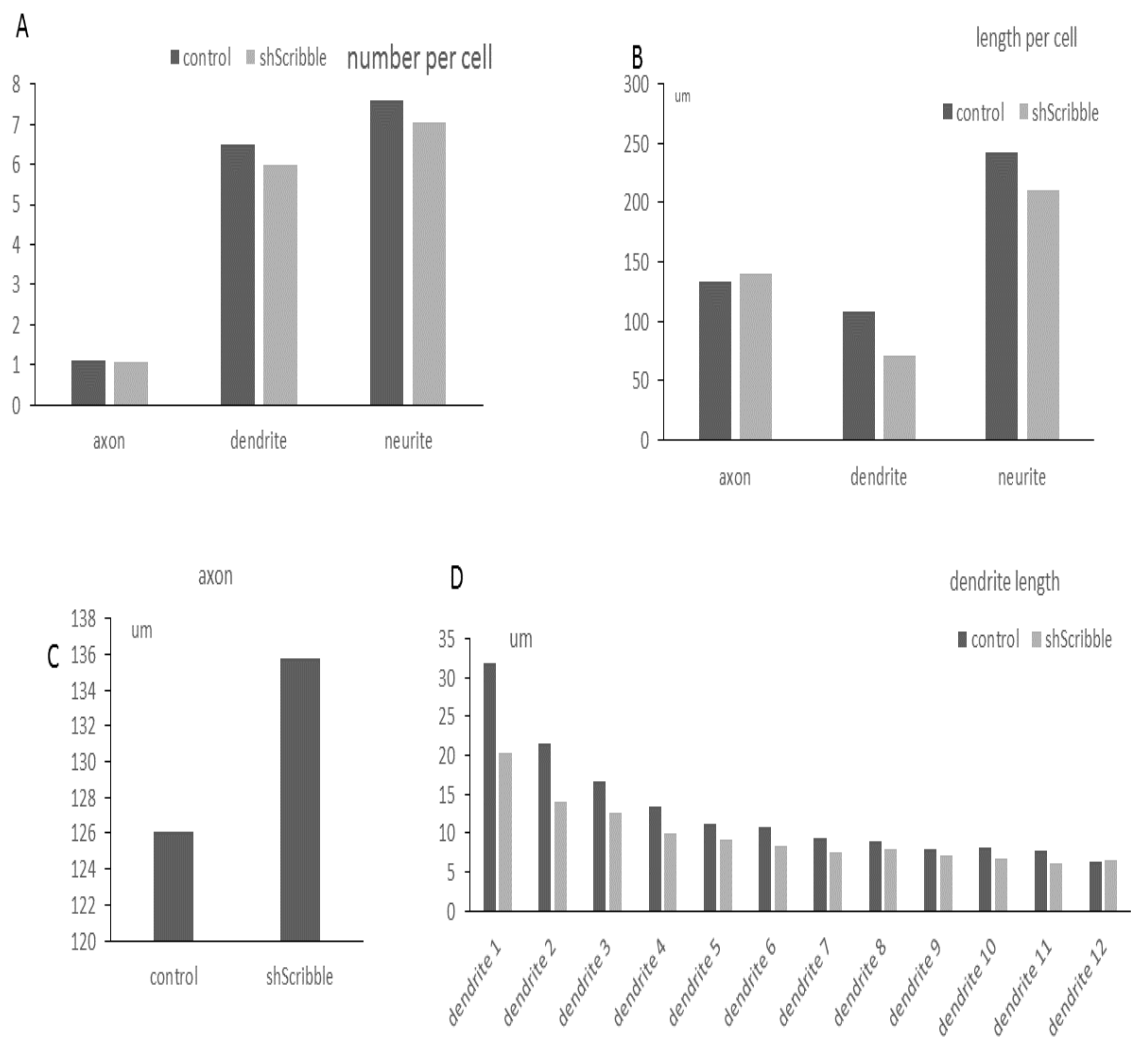 A
control shScribble number per cell
8
7
6
5
4
3
2
1
0
axon dendrite neurite
B
length per cell
um
control shScribble
300
250
200
150
100
50
0
axon dendrite neurite
C
axon
um
138
136
134
132
130
128
126
124
122
120
control shScribble
D
dendrite length
um
control shScribble
35
30
25
20
15
10
5
0
dendrite 1
dendrite 2
dendrite 3
dendrite 4
dendrite 5
dendrite 6
dendrite 7
dendrite 8
dendrite 9
dendrite 10
dendrite 11
dendrite 12